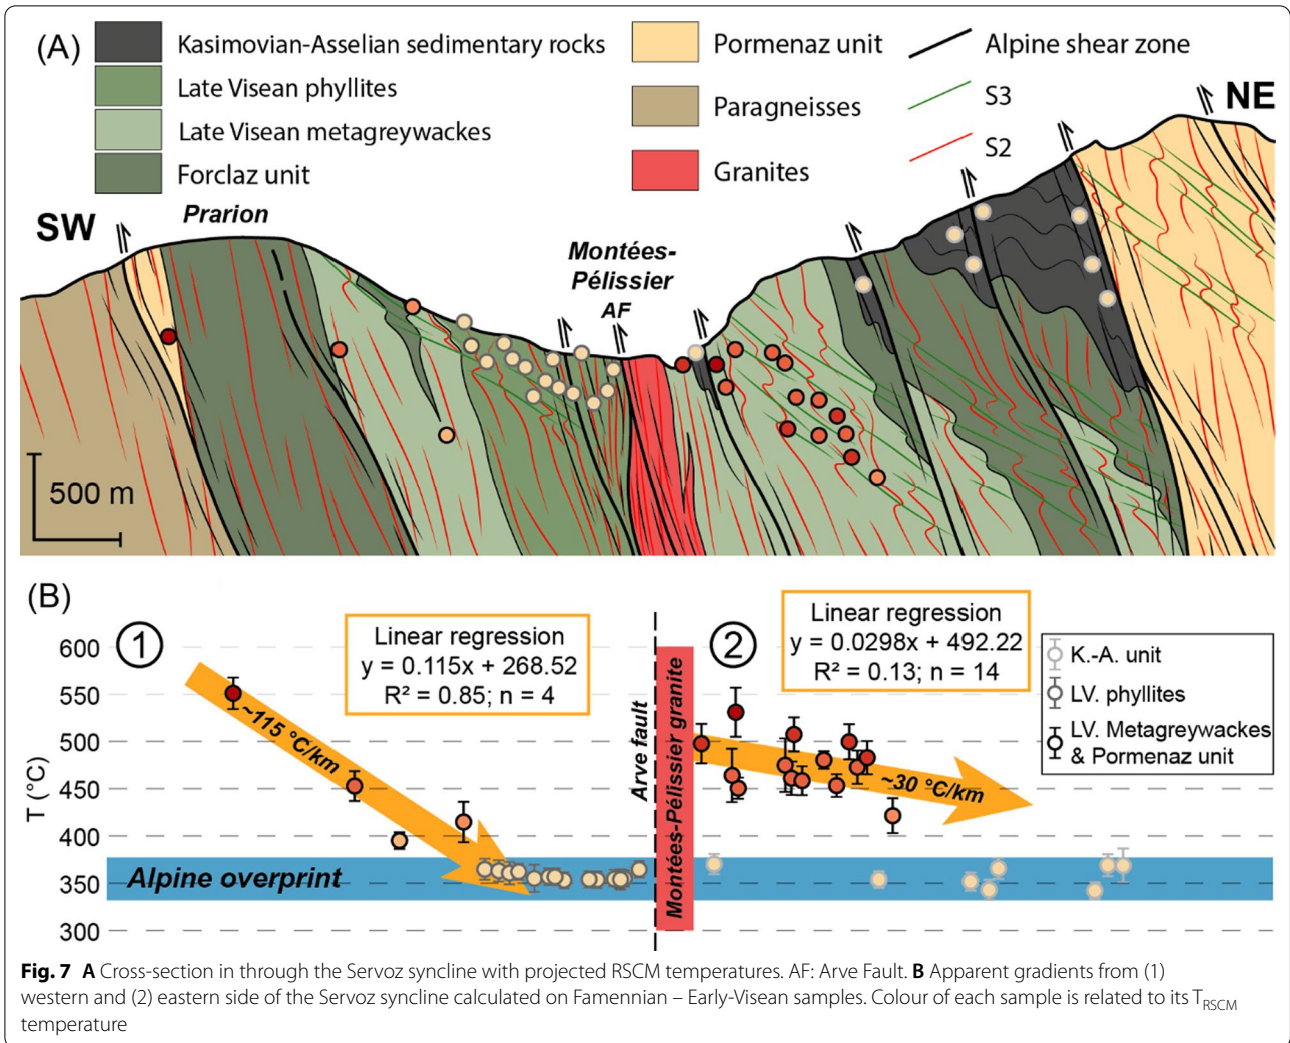 (A)
Kasimovian-Asselian sedimentary rocks
Late Visean phyllites
Late Visean metagreywackes
Forclaz unit
Pormenaz unit
Paragneisses
Granites
Alpine shear zone
S3
S2
NE
SW
Prarion
Montées-
Pélissier
AF
500 m
(B)
1
Linear regression
y = 0.115x + 268.52
R² = 0.85; n = 4
2
Linear regression
y = 0.0298x + 492.22
R² = 0.13; n = 14
K.-A. unit
LV. phyllites
LV. Metagreywackes
& Pormenaz unit
T (°C)
600
550
500
450
400
350
300
~115 °C/km
~30 °C/km
Arve fault
Montées-Pélissier granite
Alpine overprint
Fig. 7 A Cross-section in through the Servoz syncline with projected RSCM temperatures. AF: Arve Fault. B Apparent gradients from (1)
western and (2) eastern side of the Servoz syncline calculated on Famennian – Early-Visean samples. Colour of each sample is related to its TRSCM
temperature